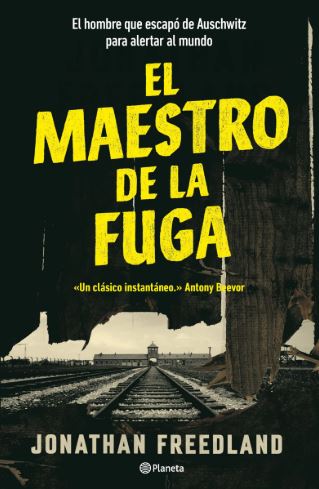 El hombre que escapó de Auschwitz
para alertar al mundo
EL
MAESTRO
DE LA
FUGA
«Un clásico instantáneo.» Antony Beevor
JONATHAN FREEDLAND
Planeta